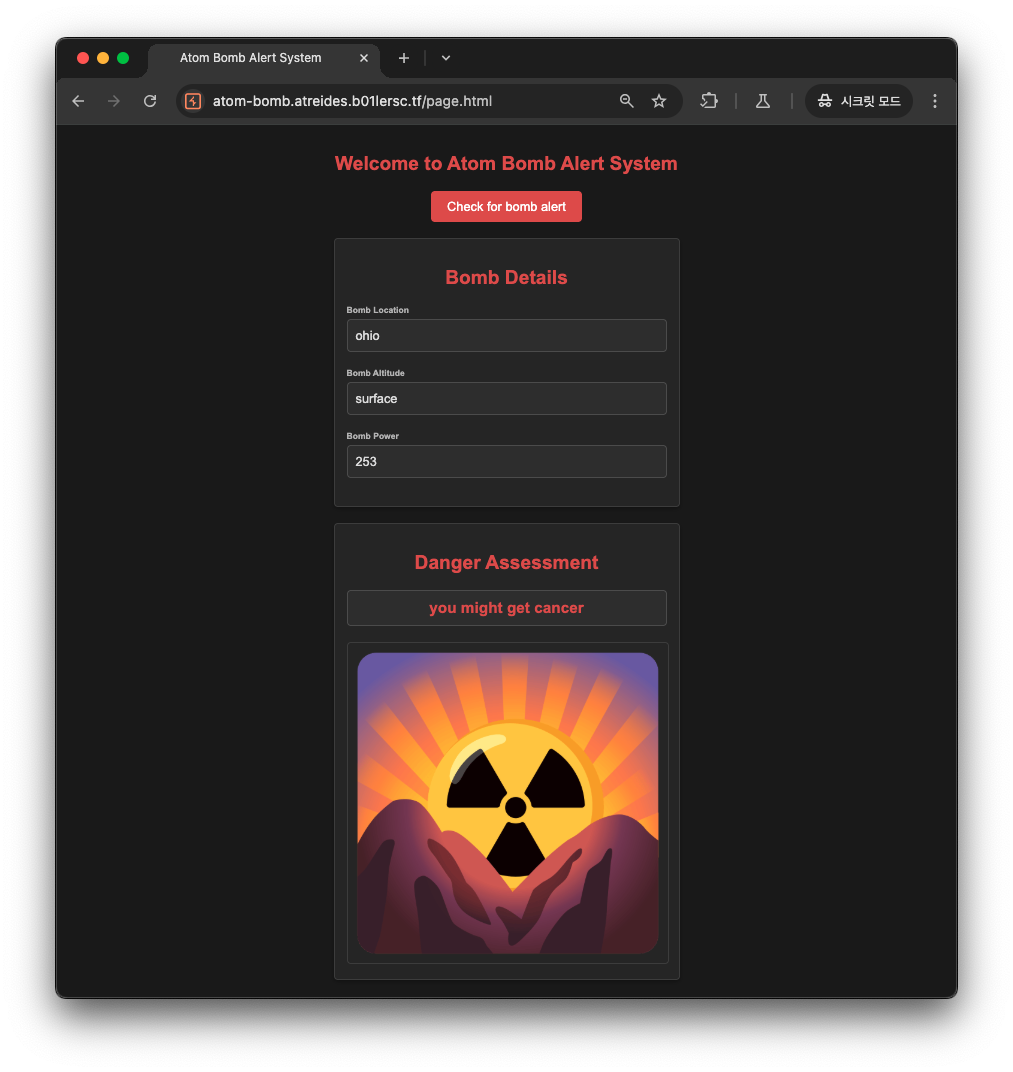 Atom Bomb Alert System
atom-bomb.atreides.b01lersc.tf/page.html
시크릿 모드
Welcome to Atom Bomb Alert System
Check for bomb alert
Bomb Details
Bomb Location
ohio
Bomb Altitude
surface
Bomb Power
253
Danger Assessment
you might get cancer